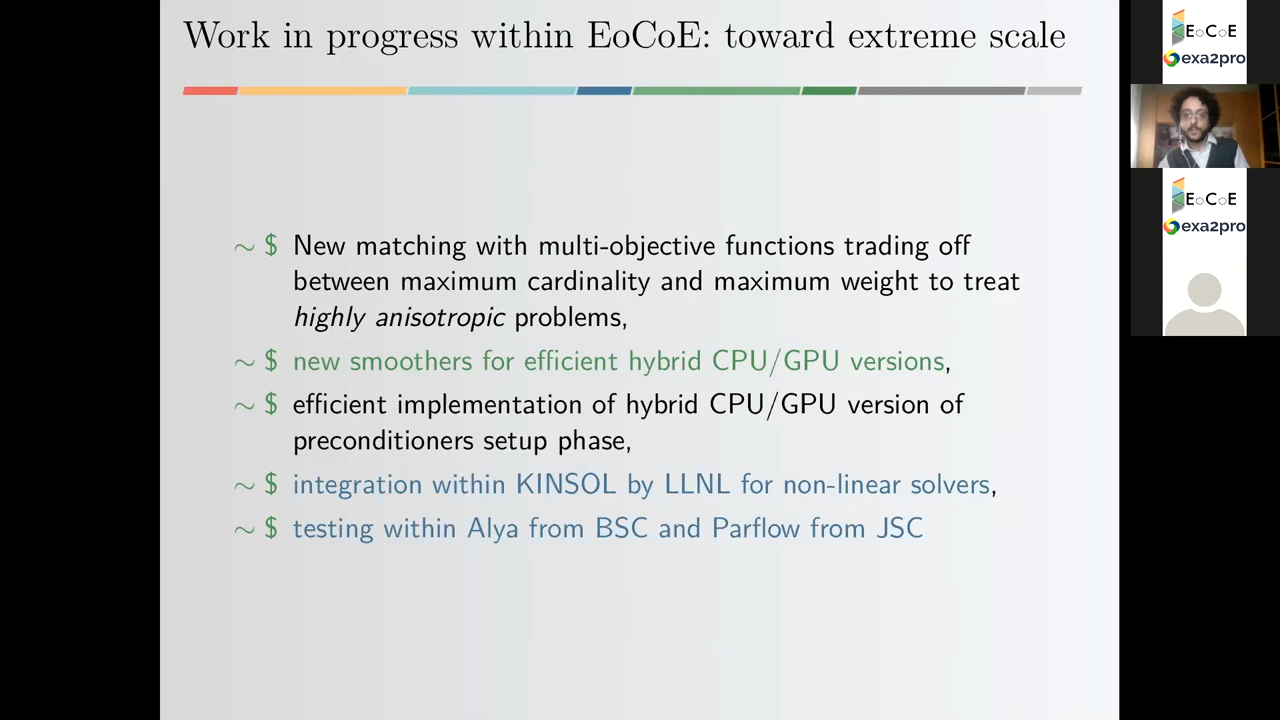 Work in progress within EoCoE: toward extreme scale
∼ $ New matching with multi-objective functions trading off
between maximum cardinality and maximum weight to treat
highly anisotropic problems,
∼ $ new smoothers for efficient hybrid CPU/GPU versions,
∼ $ efficient implementation of hybrid CPU/GPU version of
preconditioners setup phase,
∼ $ integration within KINSOL by LLNL for non-linear solvers,
∼ $ testing within Alya from BSC and Parflow from JSC
EoCoE
exa2pro
EoCoE
exa2pro